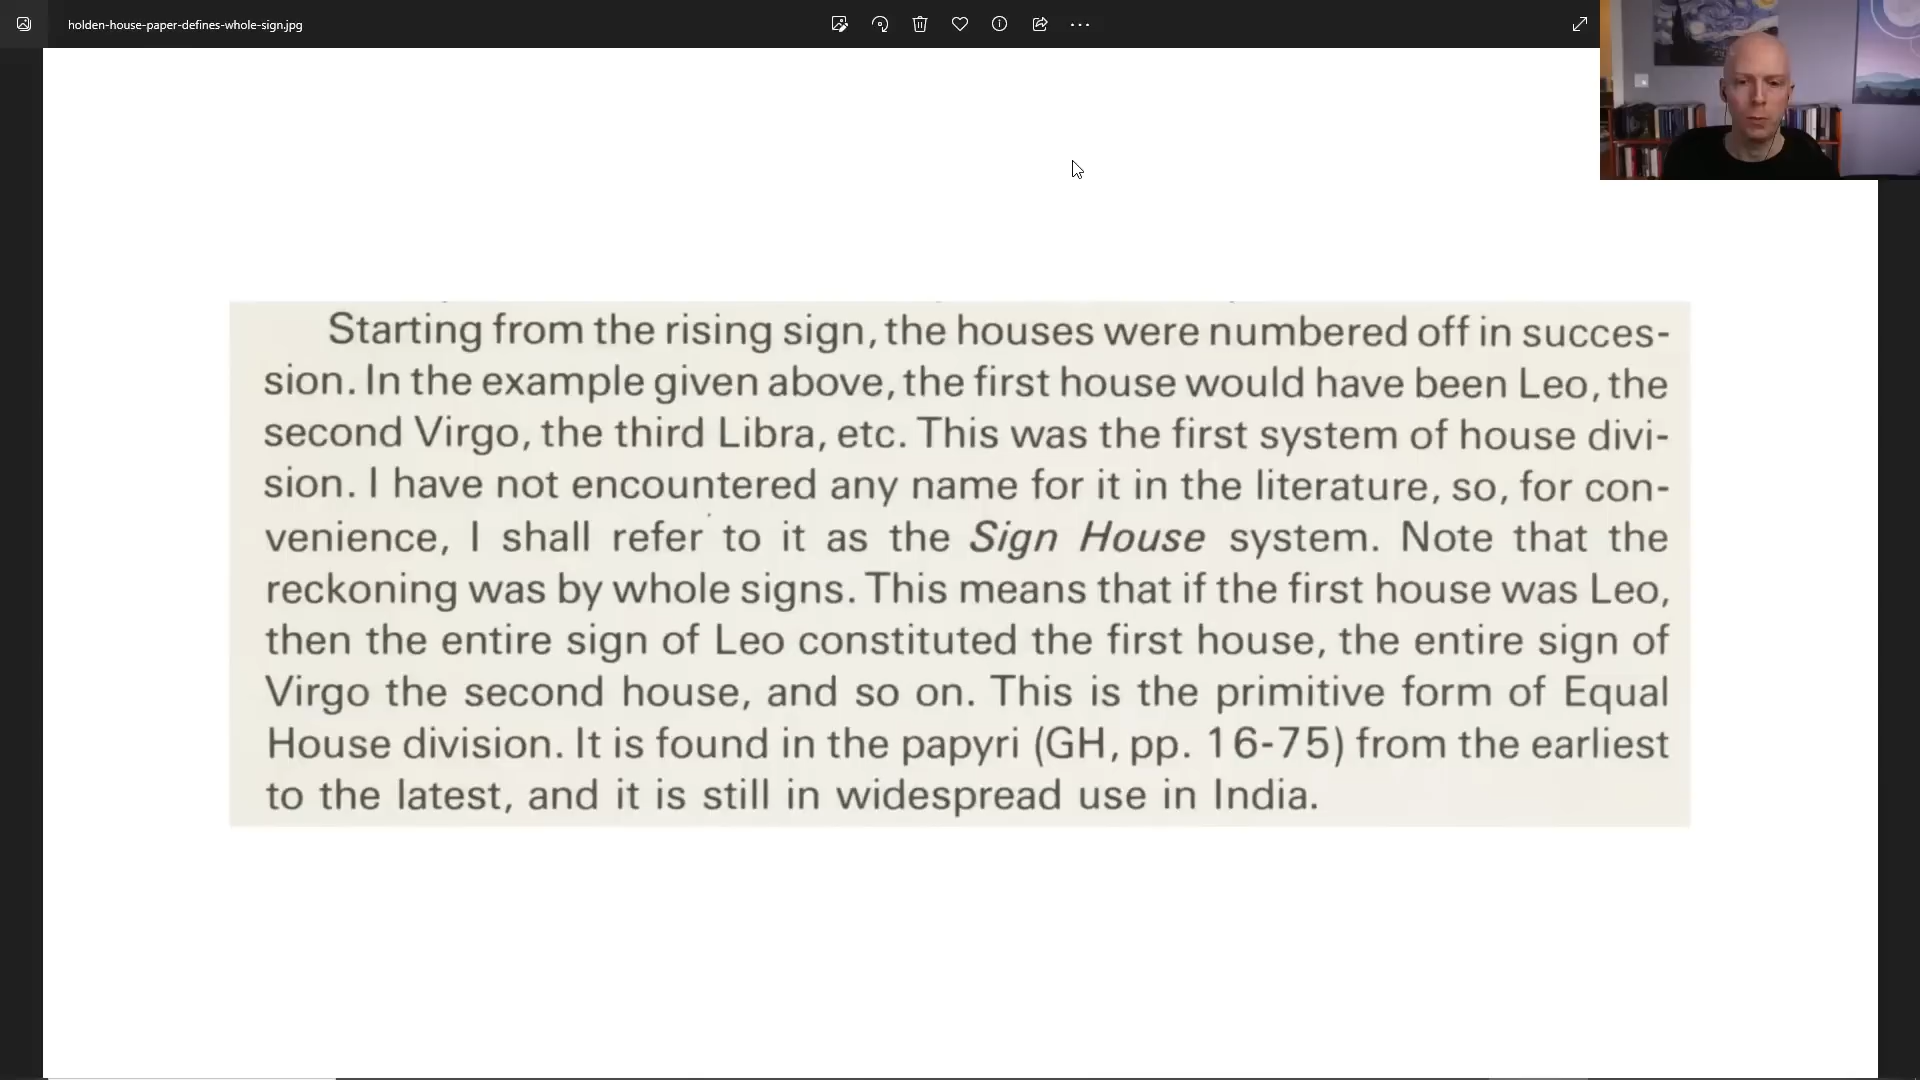 holden-house-paper-defines-whole-sign.jpg
Starting from the rising sign, the houses were numbered off in succes-
sion. In the example given above, the first house would have been Leo, the
second Virgo, the third Libra, etc. This was the first system of house divi-
sion. I have not encountered any name for it in the literature, so, for con-
venience, I shall refer to it as the Sign House system. Note that the
reckoning was by whole signs. This means that if the first house was Leo,
then the entire sign of Leo constituted the first house, the entire sign of
Virgo the second house, and so on. This is the primitive form of Equal
House division. It is found in the papyri (GH, pp. 16-75) from the earliest
to the latest, and it is still in widespread use in India.